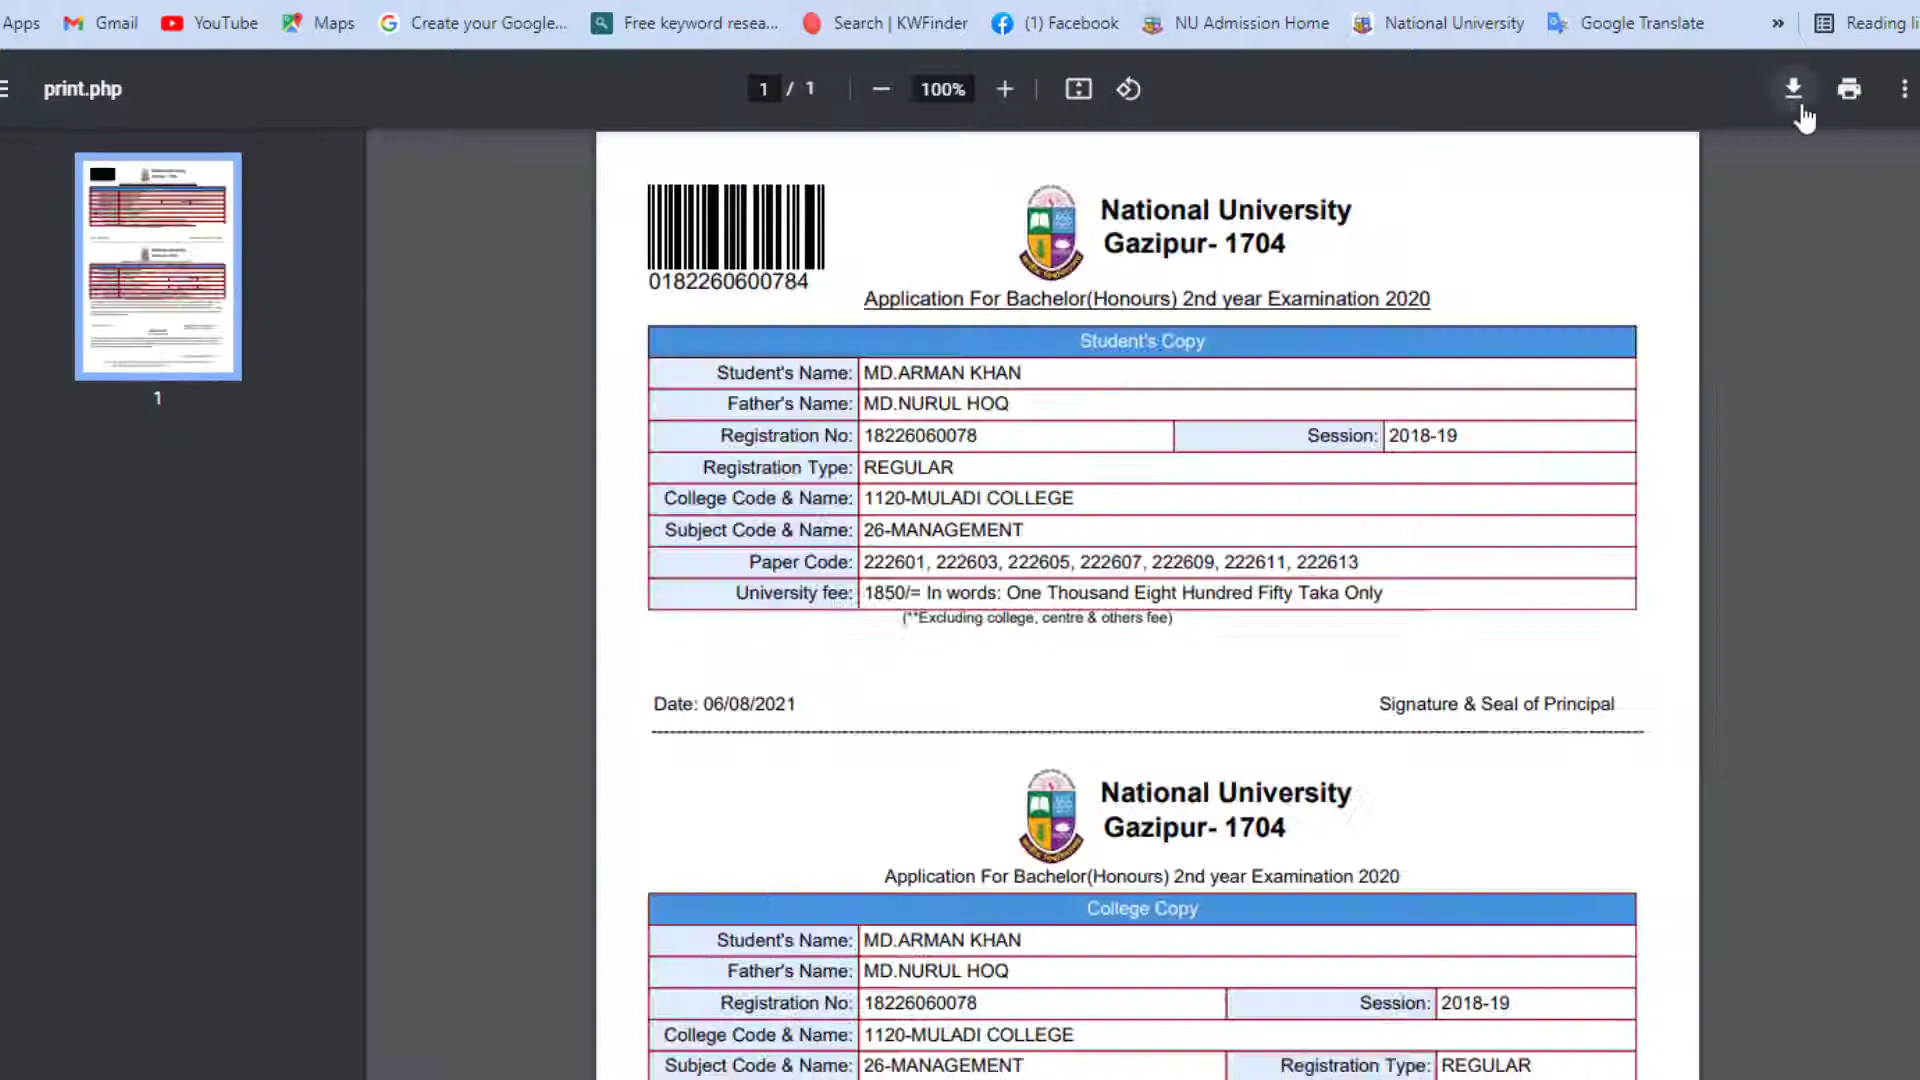 Apps Gmail YouTube Maps Create your Google... Free keyword resea... Search | KWFinder (1) Facebook NU Admission Home National University Google Translate » Reading li
print.php 1 / 1 — 100% +
1
0182260600784
National University
Gazipur- 1704
Application For Bachelor(Honours) 2nd year Examination 2020
Student's Copy
Student's Name: MD.ARMAN KHAN
Father's Name: MD.NURUL HOQ
Registration No: 18226060078 Session: 2018-19
Registration Type: REGULAR
College Code & Name: 1120-MULADI COLLEGE
Subject Code & Name: 26-MANAGEMENT
Paper Code: 222601, 222603, 222605, 222607, 222609, 222611, 222613
University fee: 1850/= In words: One Thousand Eight Hundred Fifty Taka Only
(**Excluding college, centre & others fee)
Date: 06/08/2021 Signature & Seal of Principal
National University
Gazipur- 1704
Application For Bachelor(Honours) 2nd year Examination 2020
College Copy
Student's Name: MD.ARMAN KHAN
Father's Name: MD.NURUL HOQ
Registration No: 18226060078 Session: 2018-19
College Code & Name: 1120-MULADI COLLEGE
Subject Code & Name: 26-MANAGEMENT Registration Type: REGULAR